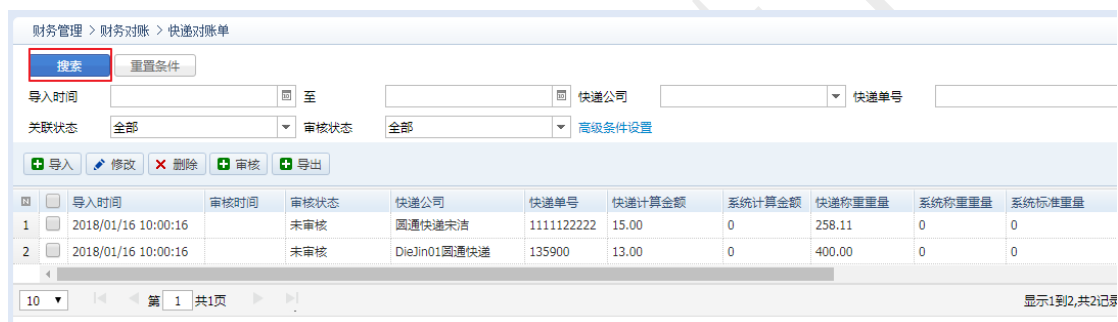 财务管理 > 财务对账 > 快递对账单
搜索 重置条件
导入时间 至 快递公司 快递单号
关联状态 全部 审核状态 全部 高级条件设置
导入 修改 删除 审核 导出
N 导入时间 审核时间 审核状态 快递公司 快递单号 快递计算金额 系统计算金额 快递称重重量 系统称重重量 系统标准重量
1 2018/01/16 10:00:16 未审核 圆通快递宋洁 1111122222 15.00 0 258.11 0 0
2 2018/01/16 10:00:16 未审核 DieJin01圆通快递 135900 13.00 0 400.00 0 0
10 第 1 共1页 显示1到2,共2记录